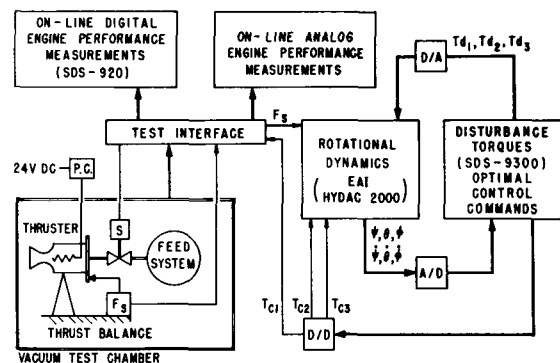 ON-LINE DIGITAL
ENGINE PERFORMANCE
MEASUREMENTS
(SDS-920)
ON-LINE ANALOG
ENGINE PERFORMANCE
MEASUREMENTS
D/A
Td1, Td2, Td3
TEST INTERFACE
FS
ROTATIONAL
DYNAMICS
EAI
(HYDAC 2000)
DISTURBANCE
TORQUES
(SDS-9300)
OPTIMAL
CONTROL
COMMANDS
24V DC
P.C.
ψ, θ, φ
ψ̇, θ̇, φ̇
A/D
THRUSTER
S
FEED
SYSTEM
FS
TC1
TC2
TC3
D/D
THRUST BALANCE
VACUUM TEST CHAMBER